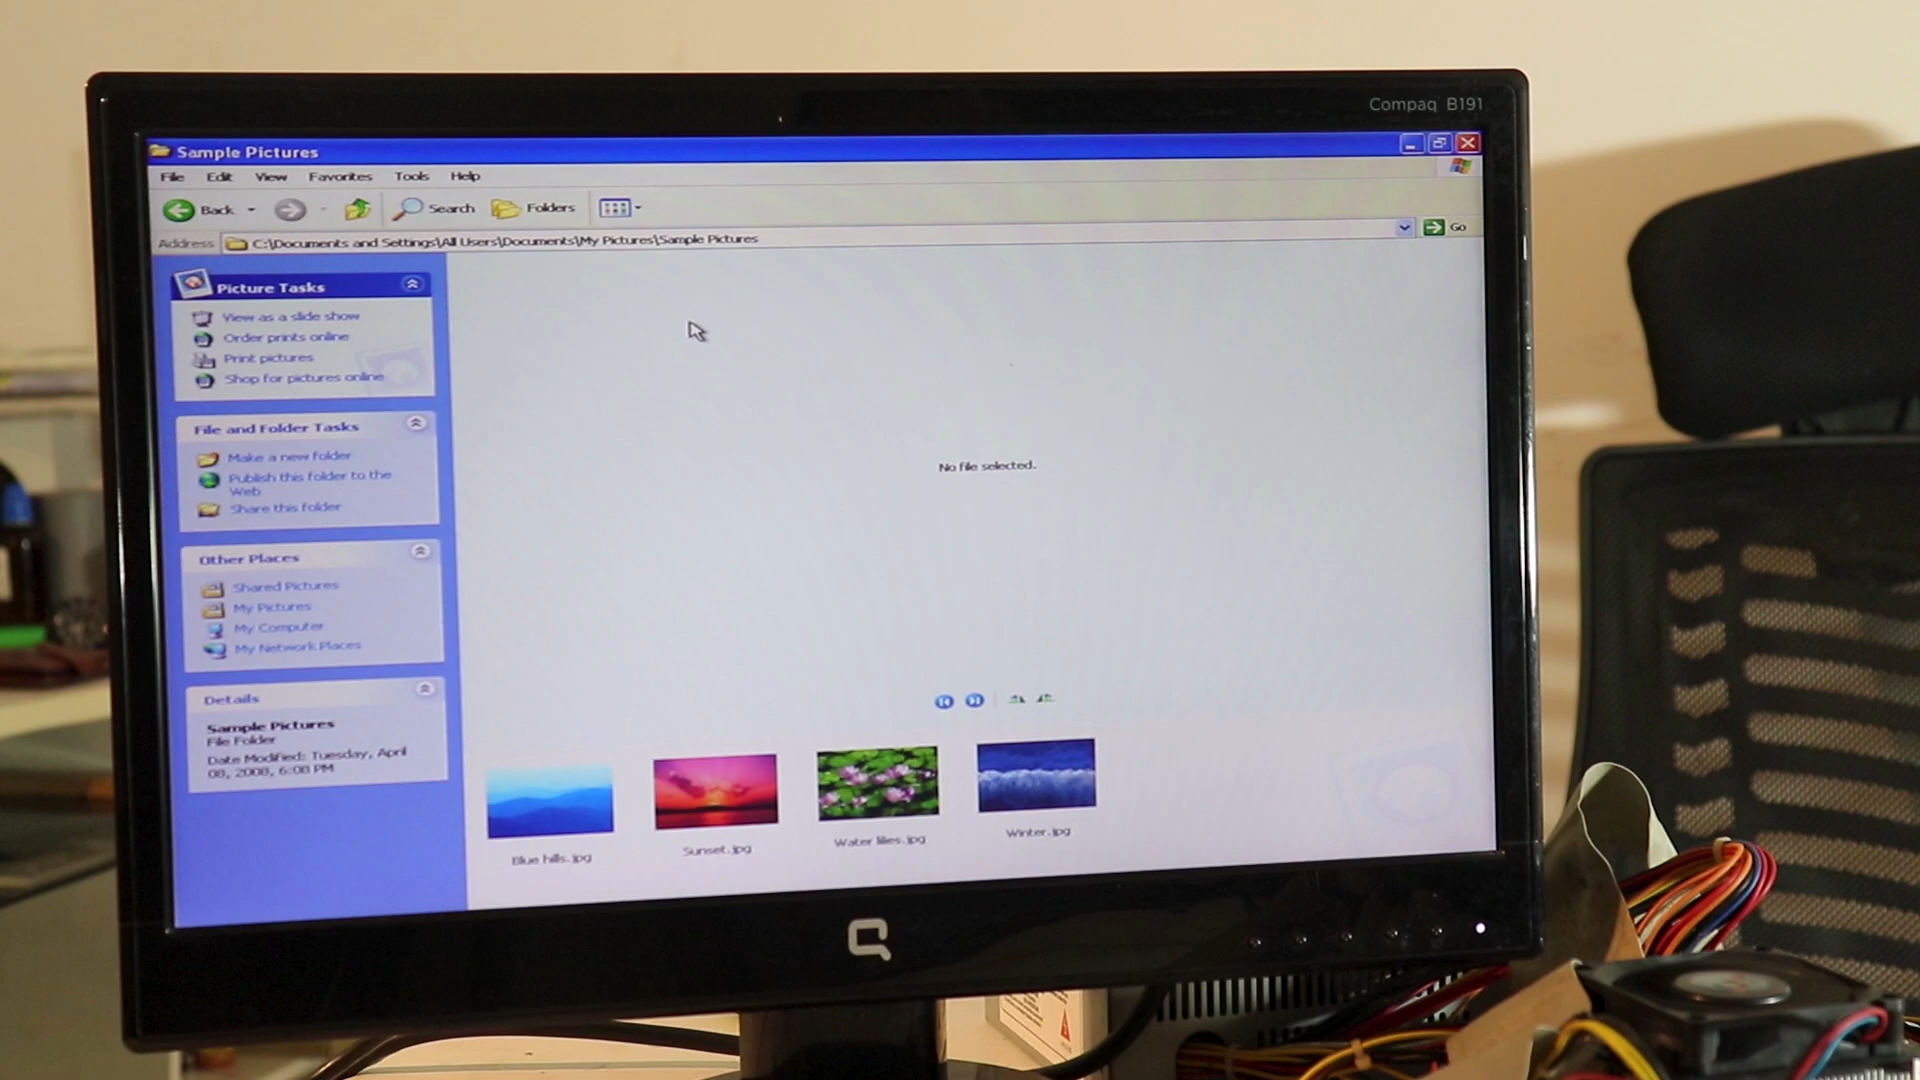 Compaq B191
Sample Pictures
File Edit View Favorites Tools Help
Back Search Folders
Address C:\Documents and Settings\All Users\Documents\My Pictures\Sample Pictures Go
Picture Tasks
View as a slide show
Order prints online
Print pictures
Shop for pictures online
File and Folder Tasks
Make a new folder
Publish this folder to the
Web
Share this folder
Other Places
Shared Pictures
My Pictures
My Computer
My Network Places
Details
Sample Pictures
File Folder
Date Modified: Tuesday, April
08, 2008, 6:08 PM
No file selected.
Blue hills.jpg
Sunset.jpg
Water lilies.jpg
Winter.jpg